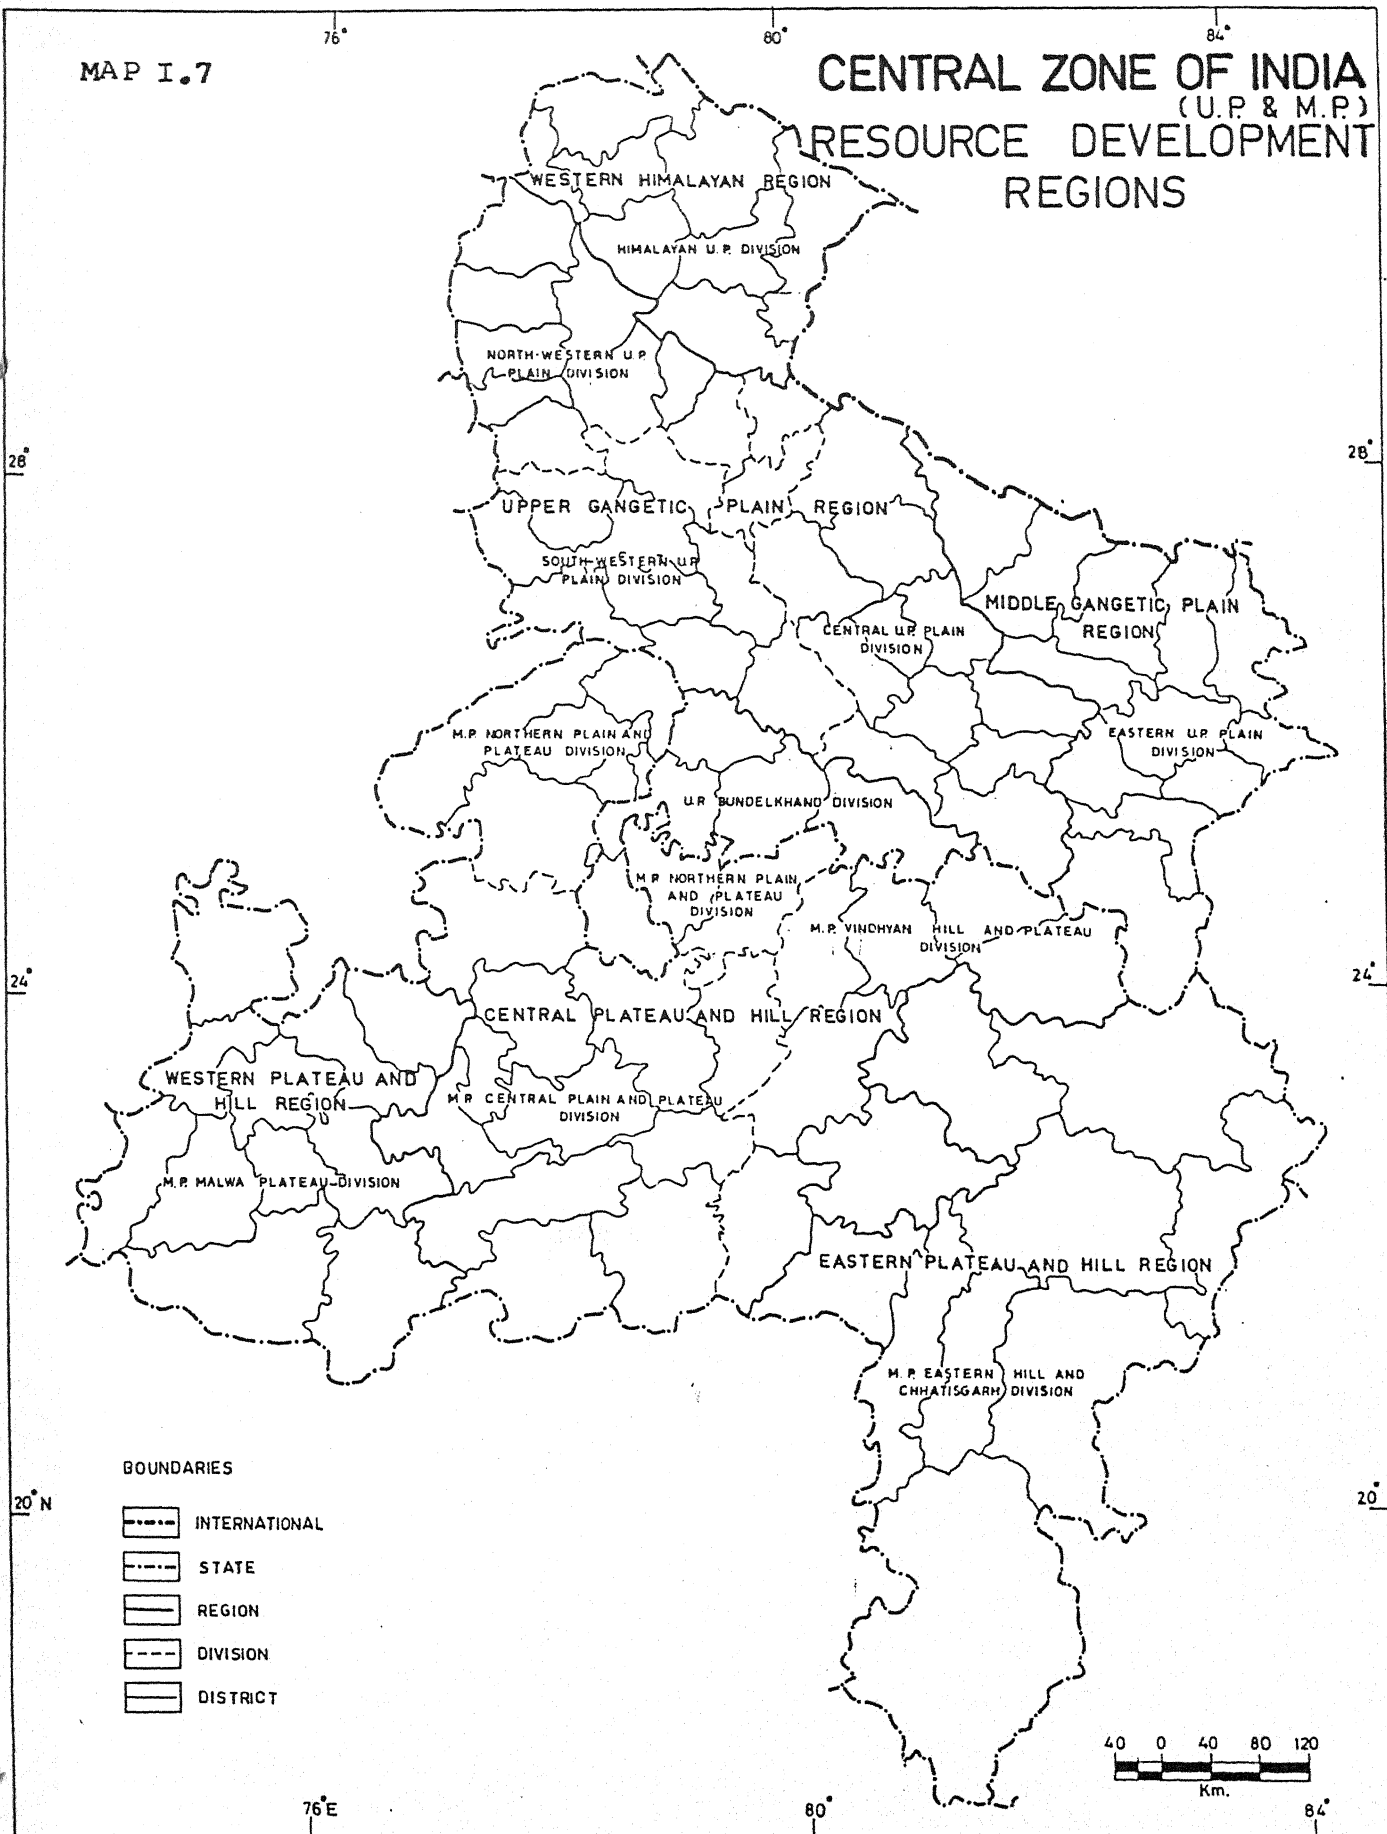 76°
80°
84°
MAP I.7
CENTRAL ZONE OF INDIA
(U.P. & M.P.)
RESOURCE DEVELOPMENT
REGIONS
WESTERN HIMALAYAN REGION
HIMALAYAN U.P. DIVISION
NORTH-WESTERN U.P.
PLAIN DIVISION
28°
28°
UPPER GANGETIC PLAIN REGION
SOUTH-WESTERN U.P.
PLAIN DIVISION
MIDDLE GANGETIC PLAIN
REGION
CENTRAL U.P. PLAIN
DIVISION
M.P. NORTHERN PLAIN AND
PLATEAU DIVISION
EASTERN U.P. PLAIN
DIVISION
U.P. BUNDELKHAND DIVISION
M.P. NORTHERN PLAIN
AND PLATEAU
DIVISION
M.P. VINDHYAN HILL AND PLATEAU
DIVISION
24°
24°
CENTRAL PLATEAU AND HILL REGION
WESTERN PLATEAU AND
HILL REGION
M.P. CENTRAL PLAIN AND PLATEAU
DIVISION
M.P. MALWA PLATEAU DIVISION
EASTERN PLATEAU AND HILL REGION
M.P. EASTERN HILL AND
CHHATISGARH DIVISION
BOUNDARIES
20° N
20°
INTERNATIONAL
STATE
REGION
DIVISION
DISTRICT
40 0 40 80 120
Km.
76°E
80°
84°